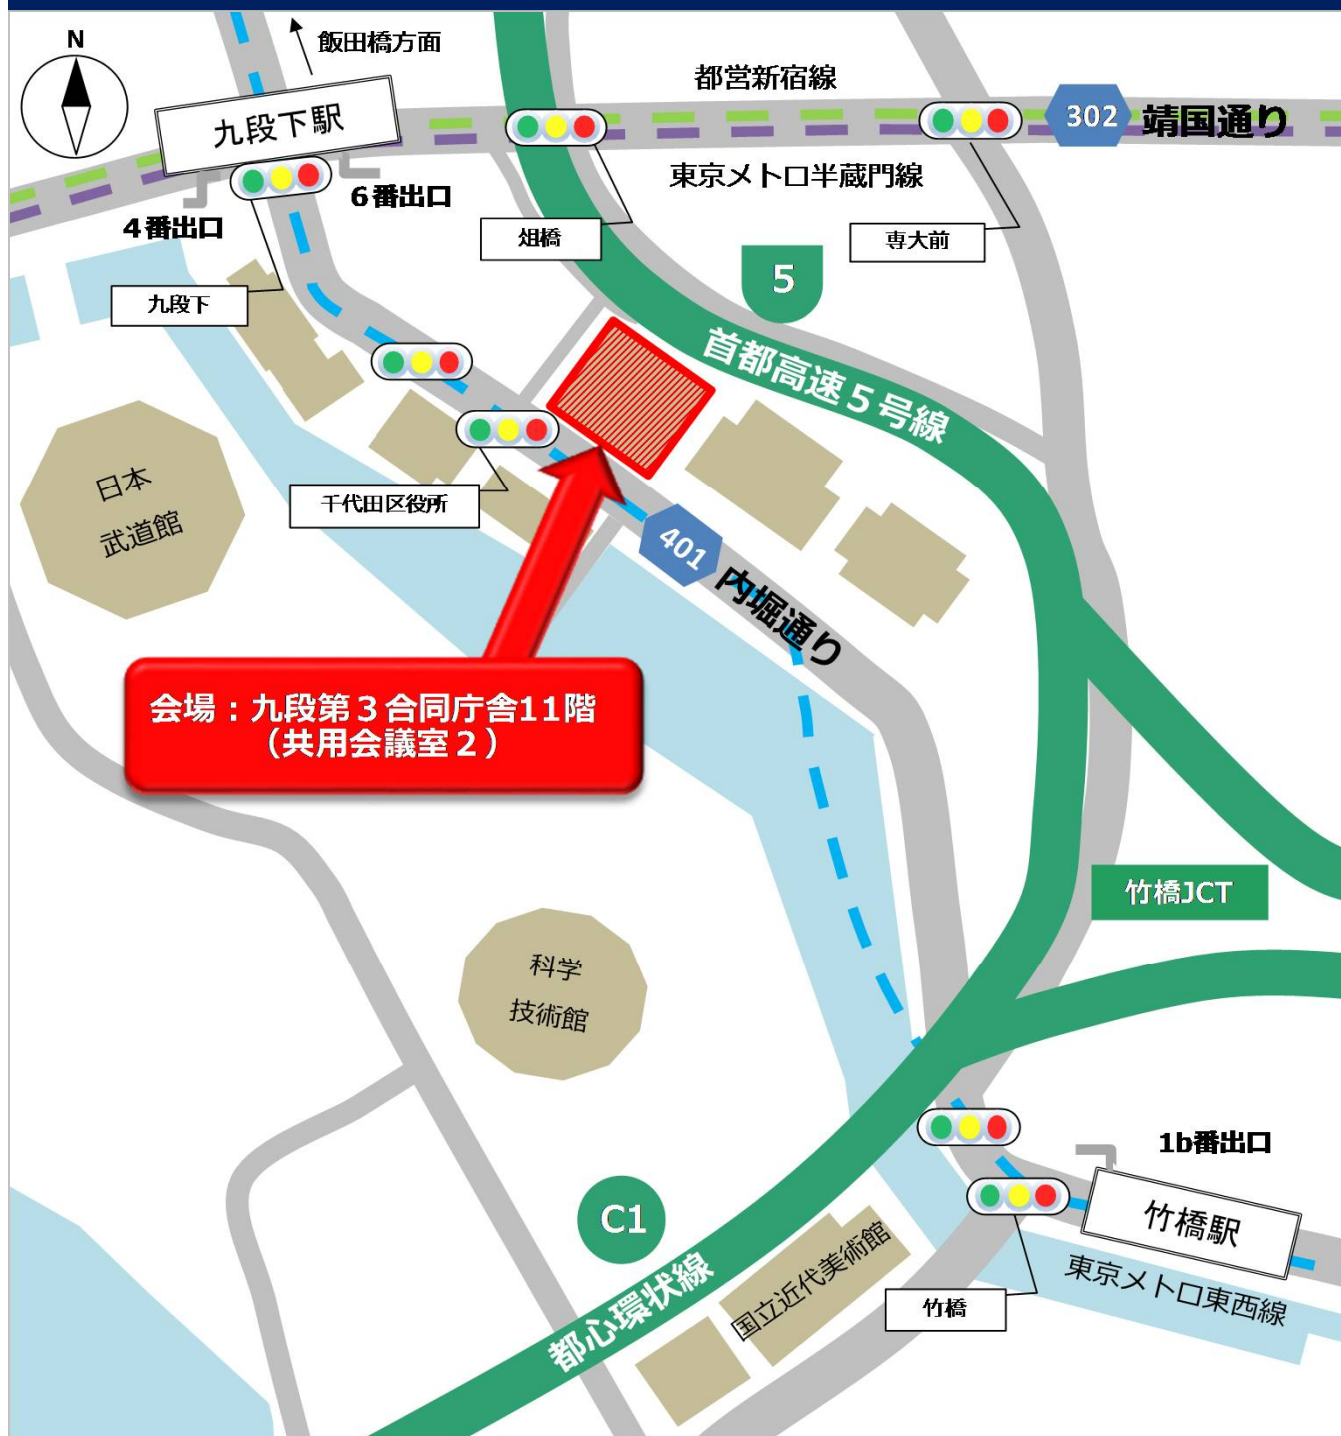 N
飯田橋方面
都営新宿線
九段下駅
302
靖国通り
東京メトロ半蔵門線
6番出口
4番出口
俎橋
専大前
5
九段下
首都高速5号線
日本
武道館
千代田区役所
401
内堀通り
会場：九段第3合同庁舎11階
（共用会議室2）
竹橋JCT
科学
技術館
1b番出口
C1
竹橋駅
国立近代美術館
東京メトロ東西線
都心環状線
竹橋